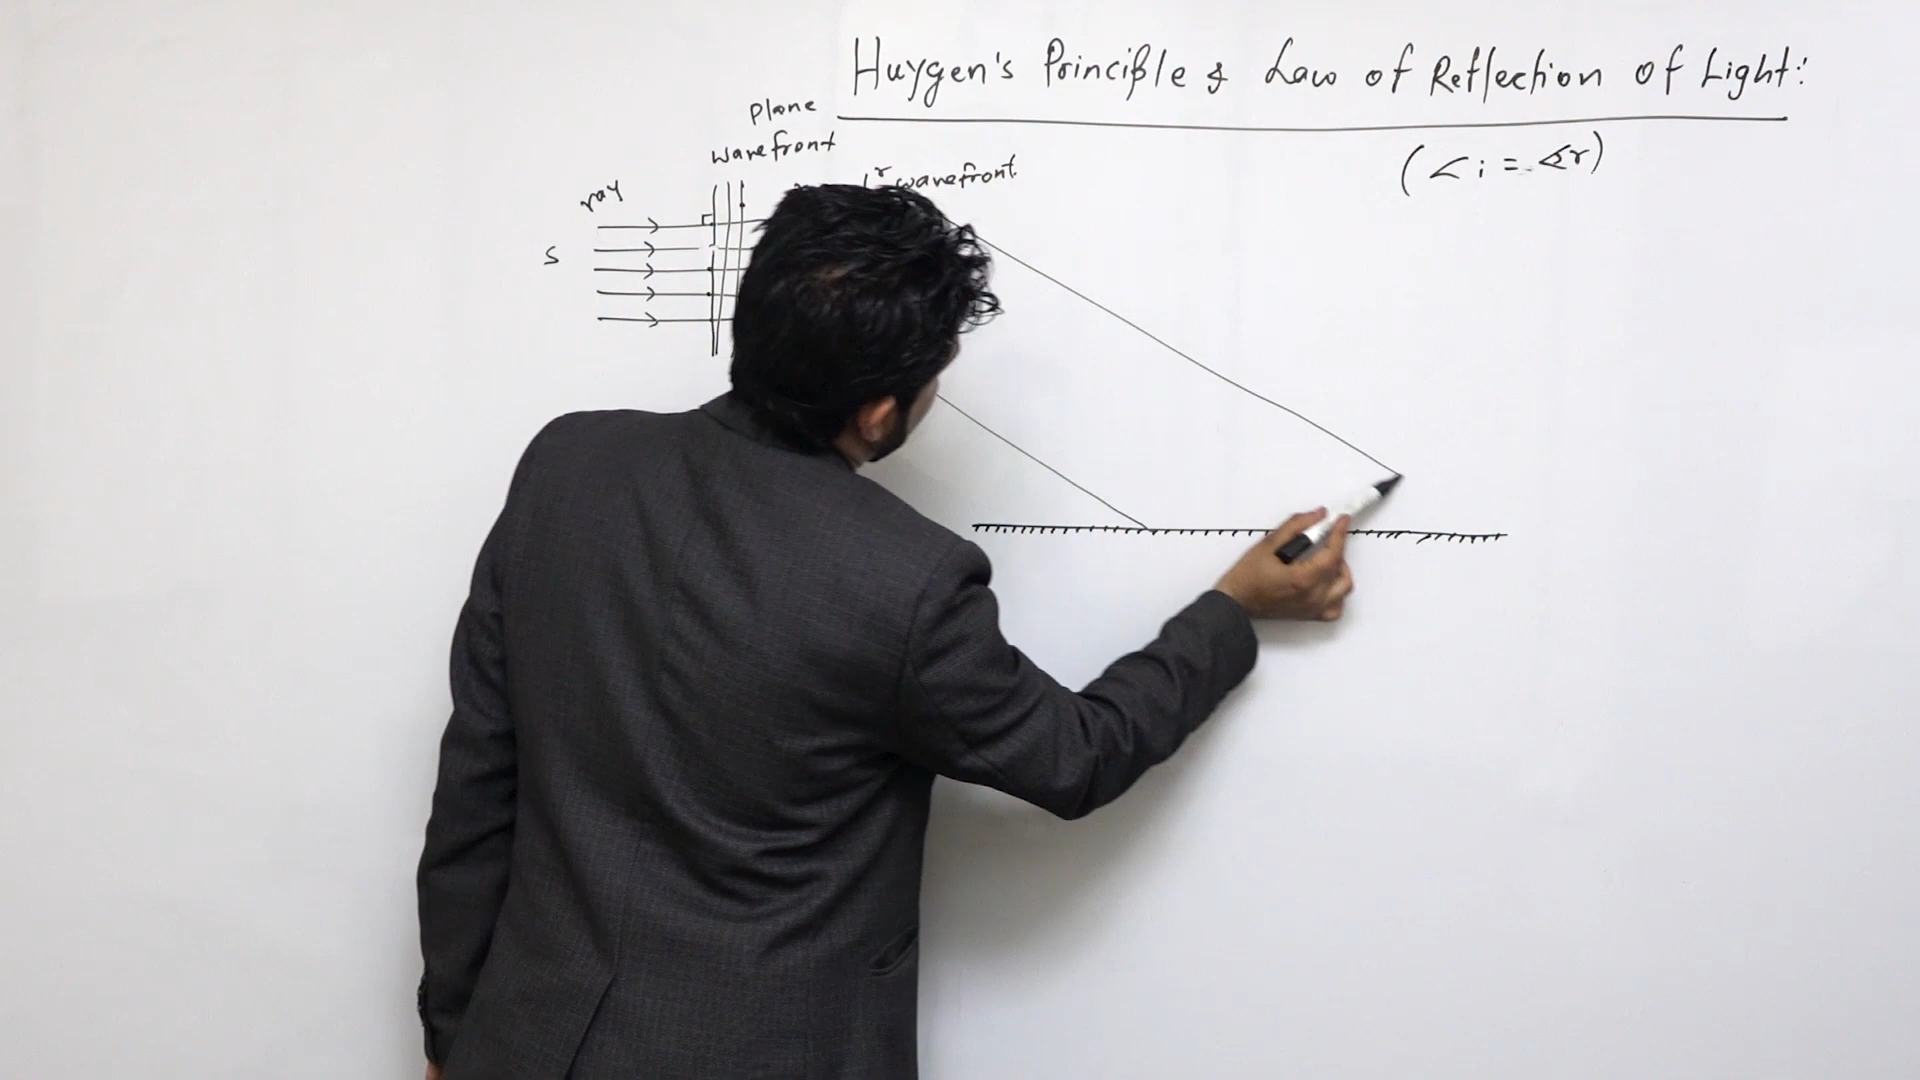 Huygen's Principle & Law of Reflection of Light:
(∠i = ∢r)
plane
wavefront
wavefront
ray
S